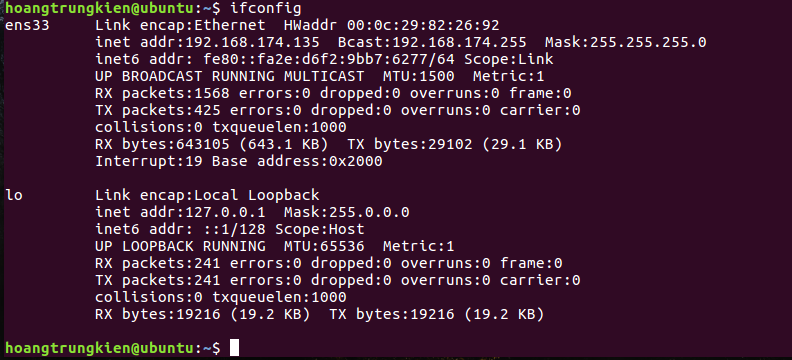 hoangtrungkien@ubuntu:~$ ifconfig
ens33     Link encap:Ethernet  HWaddr 00:0c:29:82:26:92
          inet addr:192.168.174.135  Bcast:192.168.174.255  Mask:255.255.255.0
          inet6 addr: fe80::fa2e:d6f2:9bb7:6277/64 Scope:Link
          UP BROADCAST RUNNING MULTICAST  MTU:1500  Metric:1
          RX packets:1568 errors:0 dropped:0 overruns:0 frame:0
          TX packets:425 errors:0 dropped:0 overruns:0 carrier:0
          collisions:0 txqueuelen:1000
          RX bytes:643105 (643.1 KB)  TX bytes:29102 (29.1 KB)
          Interrupt:19 Base address:0x2000

lo        Link encap:Local Loopback
          inet addr:127.0.0.1  Mask:255.0.0.0
          inet6 addr: ::1/128 Scope:Host
          UP LOOPBACK RUNNING  MTU:65536  Metric:1
          RX packets:241 errors:0 dropped:0 overruns:0 frame:0
          TX packets:241 errors:0 dropped:0 overruns:0 carrier:0
          collisions:0 txqueuelen:1000
          RX bytes:19216 (19.2 KB)  TX bytes:19216 (19.2 KB)

hoangtrungkien@ubuntu:~$